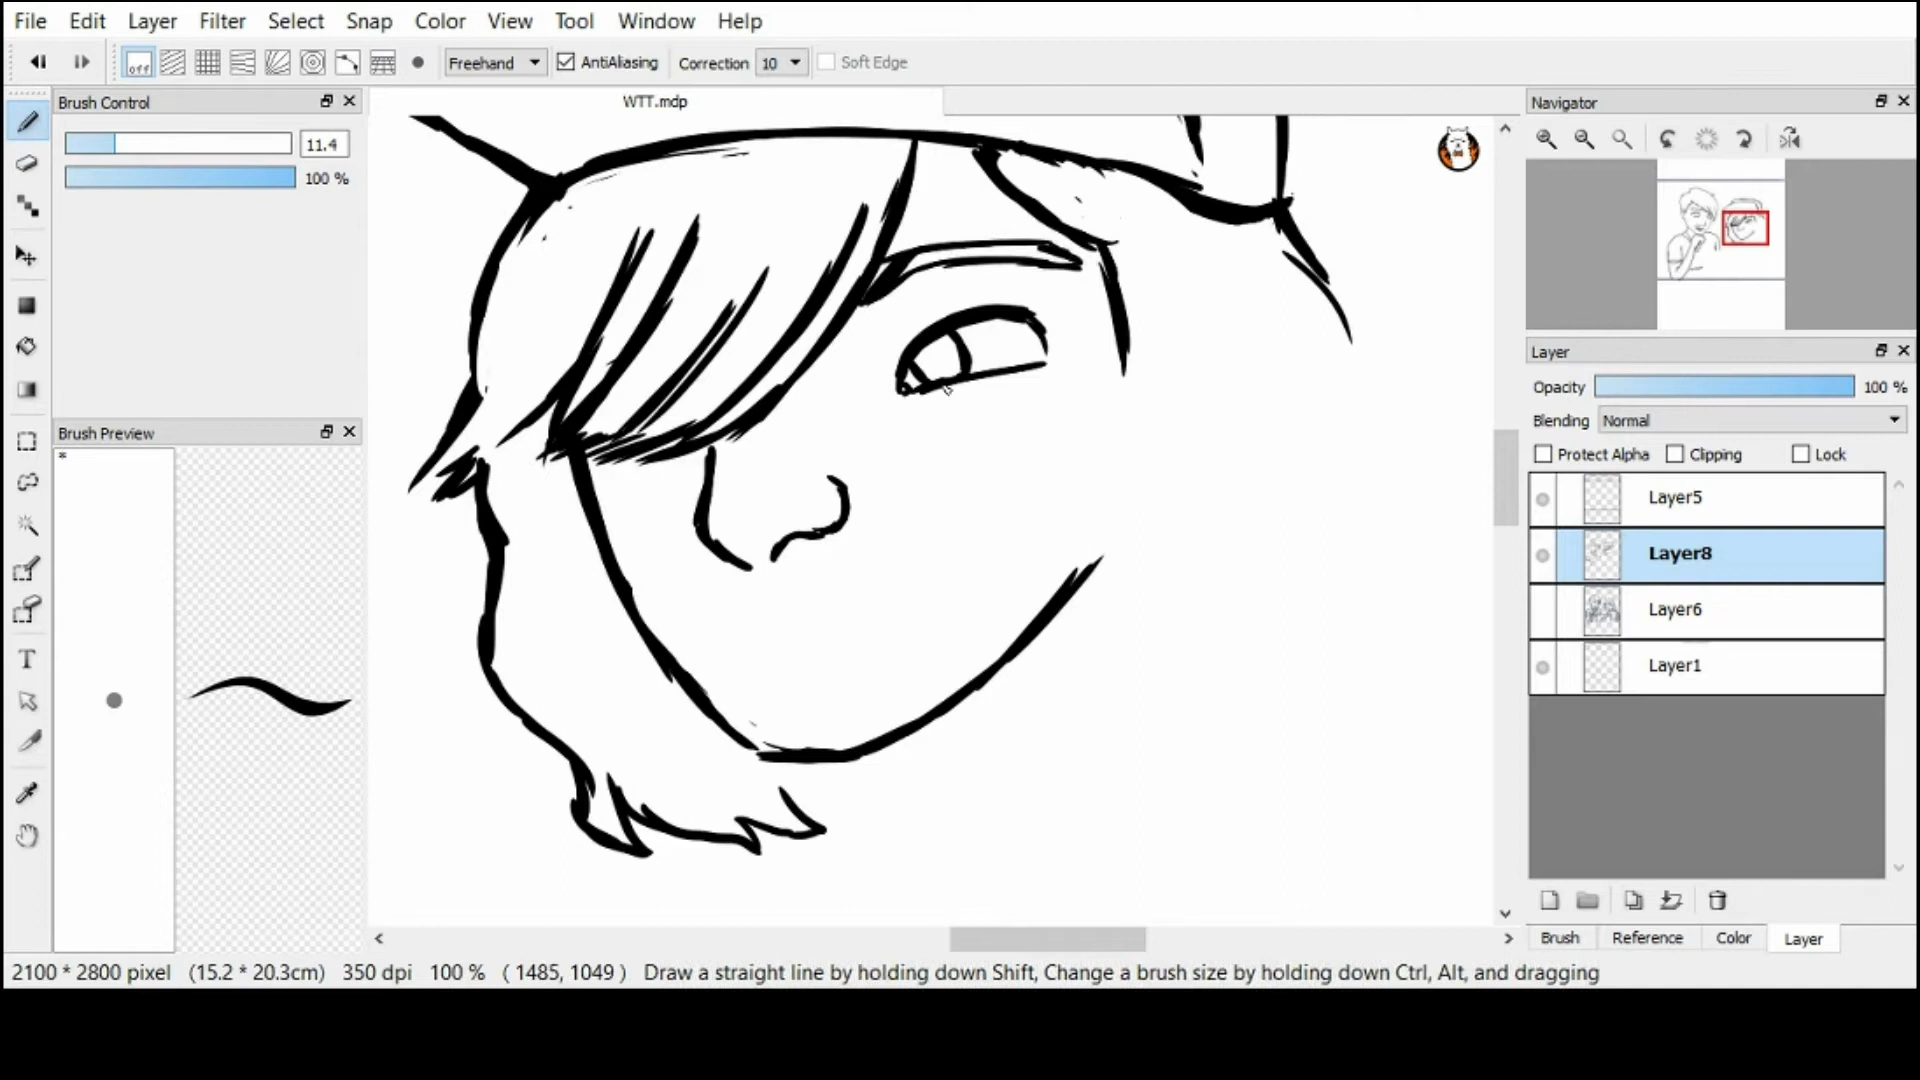 File Edit Layer Filter Select Snap Color View Tool Window Help
off Freehand AntiAliasing Correction 10 Soft Edge
Brush Control
11.4
100 %
Brush Preview
*
WTT.mdp
Navigator
Layer
Opacity 100 %
Blending Normal
Protect Alpha Clipping Lock
Layer5
Layer8
Layer6
Layer1
Brush Reference Color Layer
T
2100 * 2800 pixel (15.2 * 20.3cm) 350 dpi 100 % ( 1485, 1049 ) Draw a straight line by holding down Shift, Change a brush size by holding down Ctrl, Alt, and dragging